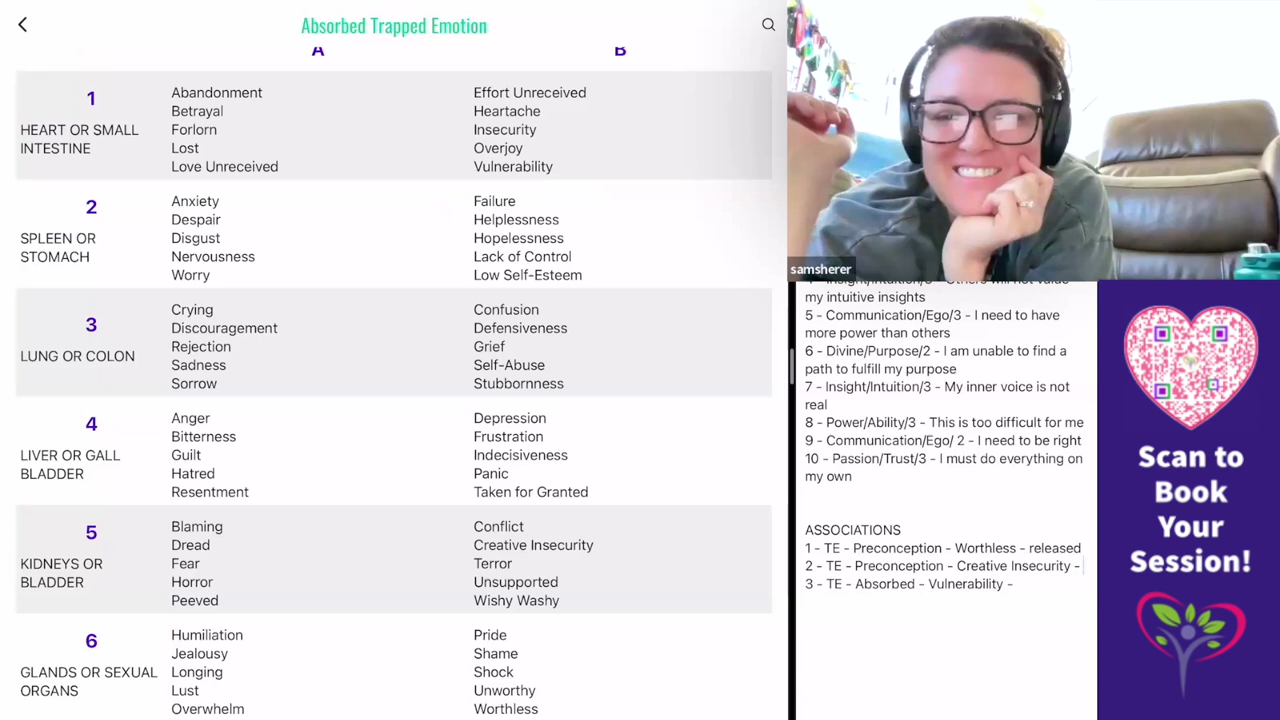 Absorbed Trapped Emotion
A B
1
HEART OR SMALL
INTESTINE
Abandonment
Betrayal
Forlorn
Lost
Love Unreceived
Effort Unreceived
Heartache
Insecurity
Overjoy
Vulnerability
2
SPLEEN OR
STOMACH
Anxiety
Despair
Disgust
Nervousness
Worry
Failure
Helplessness
Hopelessness
Lack of Control
Low Self-Esteem
3
LUNG OR COLON
Crying
Discouragement
Rejection
Sadness
Sorrow
Confusion
Defensiveness
Grief
Self-Abuse
Stubbornness
4
LIVER OR GALL
BLADDER
Anger
Bitterness
Guilt
Hatred
Resentment
Depression
Frustration
Indecisiveness
Panic
Taken for Granted
5
KIDNEYS OR
BLADDER
Blaming
Dread
Fear
Horror
Peeved
Conflict
Creative Insecurity
Terror
Unsupported
Wishy Washy
6
GLANDS OR SEXUAL
ORGANS
Humiliation
Jealousy
Longing
Lust
Overwhelm
Pride
Shame
Shock
Unworthy
Worthless
samsherer
my intuitive insights
5 - Communication/Ego/3 - I need to have
more power than others
6 - Divine/Purpose/2 - I am unable to find a
path to fulfill my purpose
7 - Insight/Intuition/3 - My inner voice is not
real
8 - Power/Ability/3 - This is too difficult for me
9 - Communication/Ego/ 2 - I need to be right
10 - Passion/Trust/3 - I must do everything on
my own
ASSOCIATIONS
1 - TE - Preconception - Worthless - released
2 - TE - Preconception - Creative Insecurity -
3 - TE - Absorbed - Vulnerability -
Scan to
Book
Your
Session!